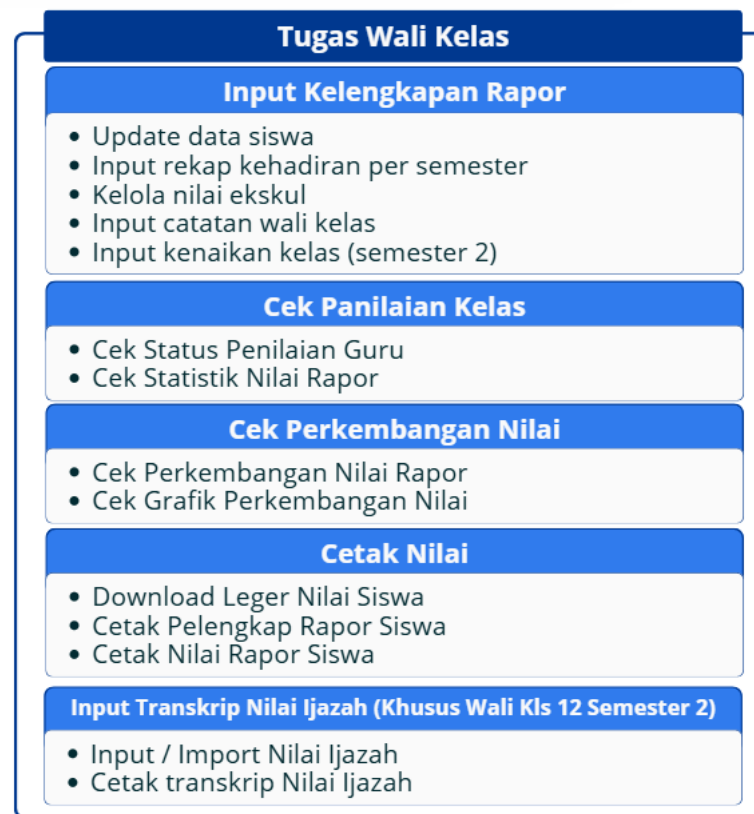 Tugas Wali Kelas
Input Kelengkapan Rapor
• Update data siswa
• Input rekap kehadiran per semester
• Kelola nilai ekskul
• Input catatan wali kelas
• Input kenaikan kelas (semester 2)
Cek Panilaian Kelas
• Cek Status Penilaian Guru
• Cek Statistik Nilai Rapor
Cek Perkembangan Nilai
• Cek Perkembangan Nilai Rapor
• Cek Grafik Perkembangan Nilai
Cetak Nilai
• Download Leger Nilai Siswa
• Cetak Pelengkap Rapor Siswa
• Cetak Nilai Rapor Siswa
Input Transkrip Nilai Ijazah (Khusus Wali Kls 12 Semester 2)
• Input / Import Nilai Ijazah
• Cetak transkrip Nilai Ijazah